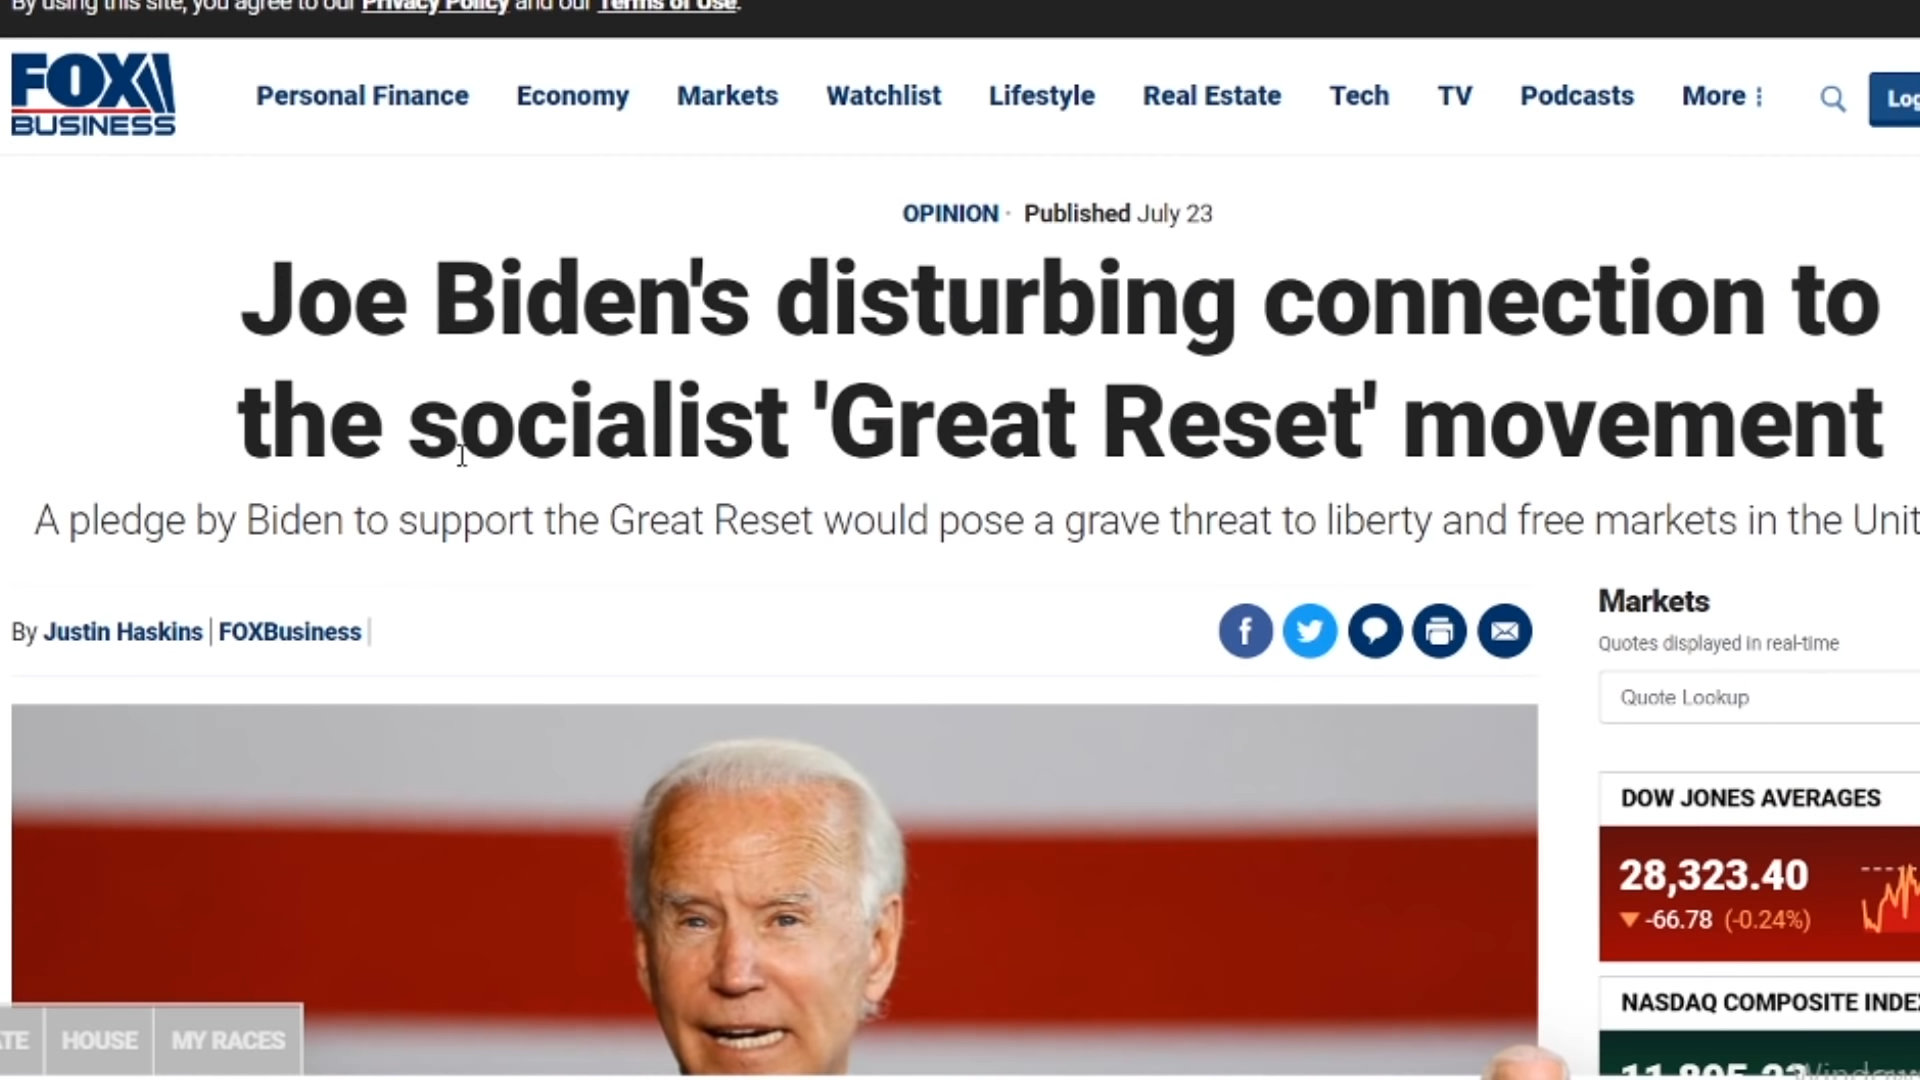 By using this site, you agree to our Privacy Policy and our Terms of Use.
FOX
BUSINESS
Personal Finance Economy Markets Watchlist Lifestyle Real Estate Tech TV Podcasts More
Log
OPINION · Published July 23
Joe Biden's disturbing connection to
the socialist 'Great Reset' movement
A pledge by Biden to support the Great Reset would pose a grave threat to liberty and free markets in the Unit
By Justin Haskins | FOXBusiness |
Markets
Quotes displayed in real-time
Quote Lookup
DOW JONES AVERAGES
28,323.40
-66.78 (-0.24%)
NASDAQ COMPOSITE INDEX
ATE HOUSE MY RACES